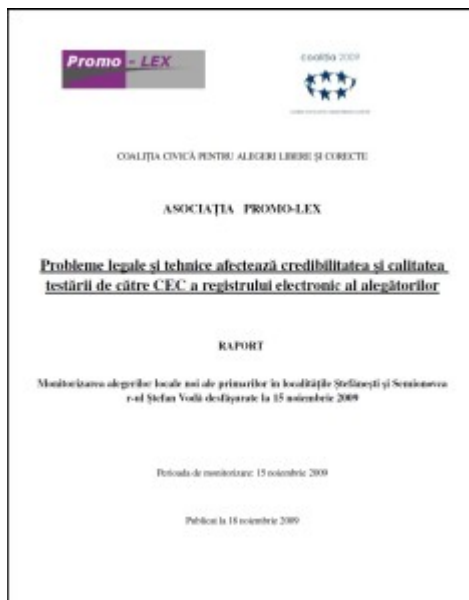 Promo - LEX
coaliția 2009
COALIȚIA CIVICĂ PENTRU ALEGERI LIBERE ȘI CORECTE
ASOCIAȚIA PROMO-LEX
Probleme legale și tehnice afectează credibilitatea și calitatea
testării de către CEC a registrului electronic al alegătorilor
RAPORT
Monitorizarea alegerilor locale noi ale primarilor în localitățile Ștefănești și Semionovca
r-ul Ștefan Vodă desfășurate la 15 noiembrie 2009
Perioada de monitorizare: 15 noiembrie 2009
Publicat la 18 noiembrie 2009